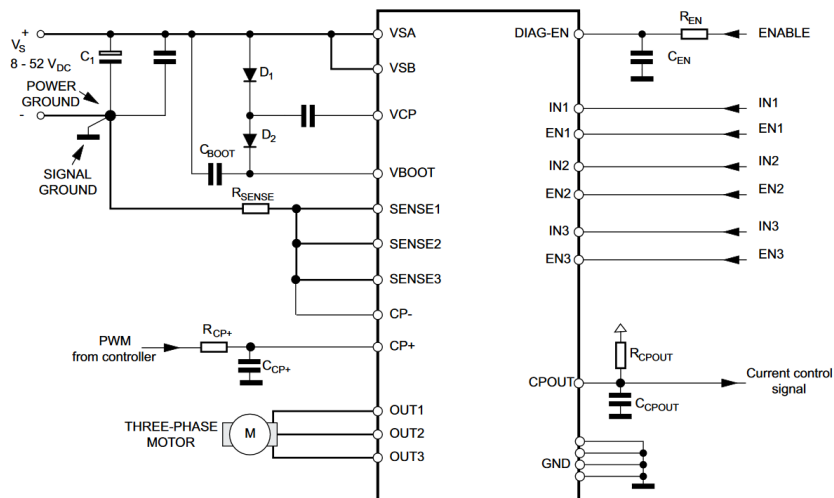 +
VS
8 - 52 VDC
C1
POWER
GROUND
-
SIGNAL
GROUND
D1
D2
CBOOT
RSENSE
VSA
VSB
VCP
VBOOT
SENSE1
SENSE2
SENSE3
CP-
CP+
OUT1
OUT2
OUT3
PWM
from controller
RCP+
CCP+
THREE-PHASE
MOTOR
M
DIAG-EN
IN1
EN1
IN2
EN2
IN3
EN3
CPOUT
GND
REN
CEN
ENABLE
IN1
EN1
IN2
EN2
IN3
EN3
RCPOUT
CCPOUT
Current control
signal